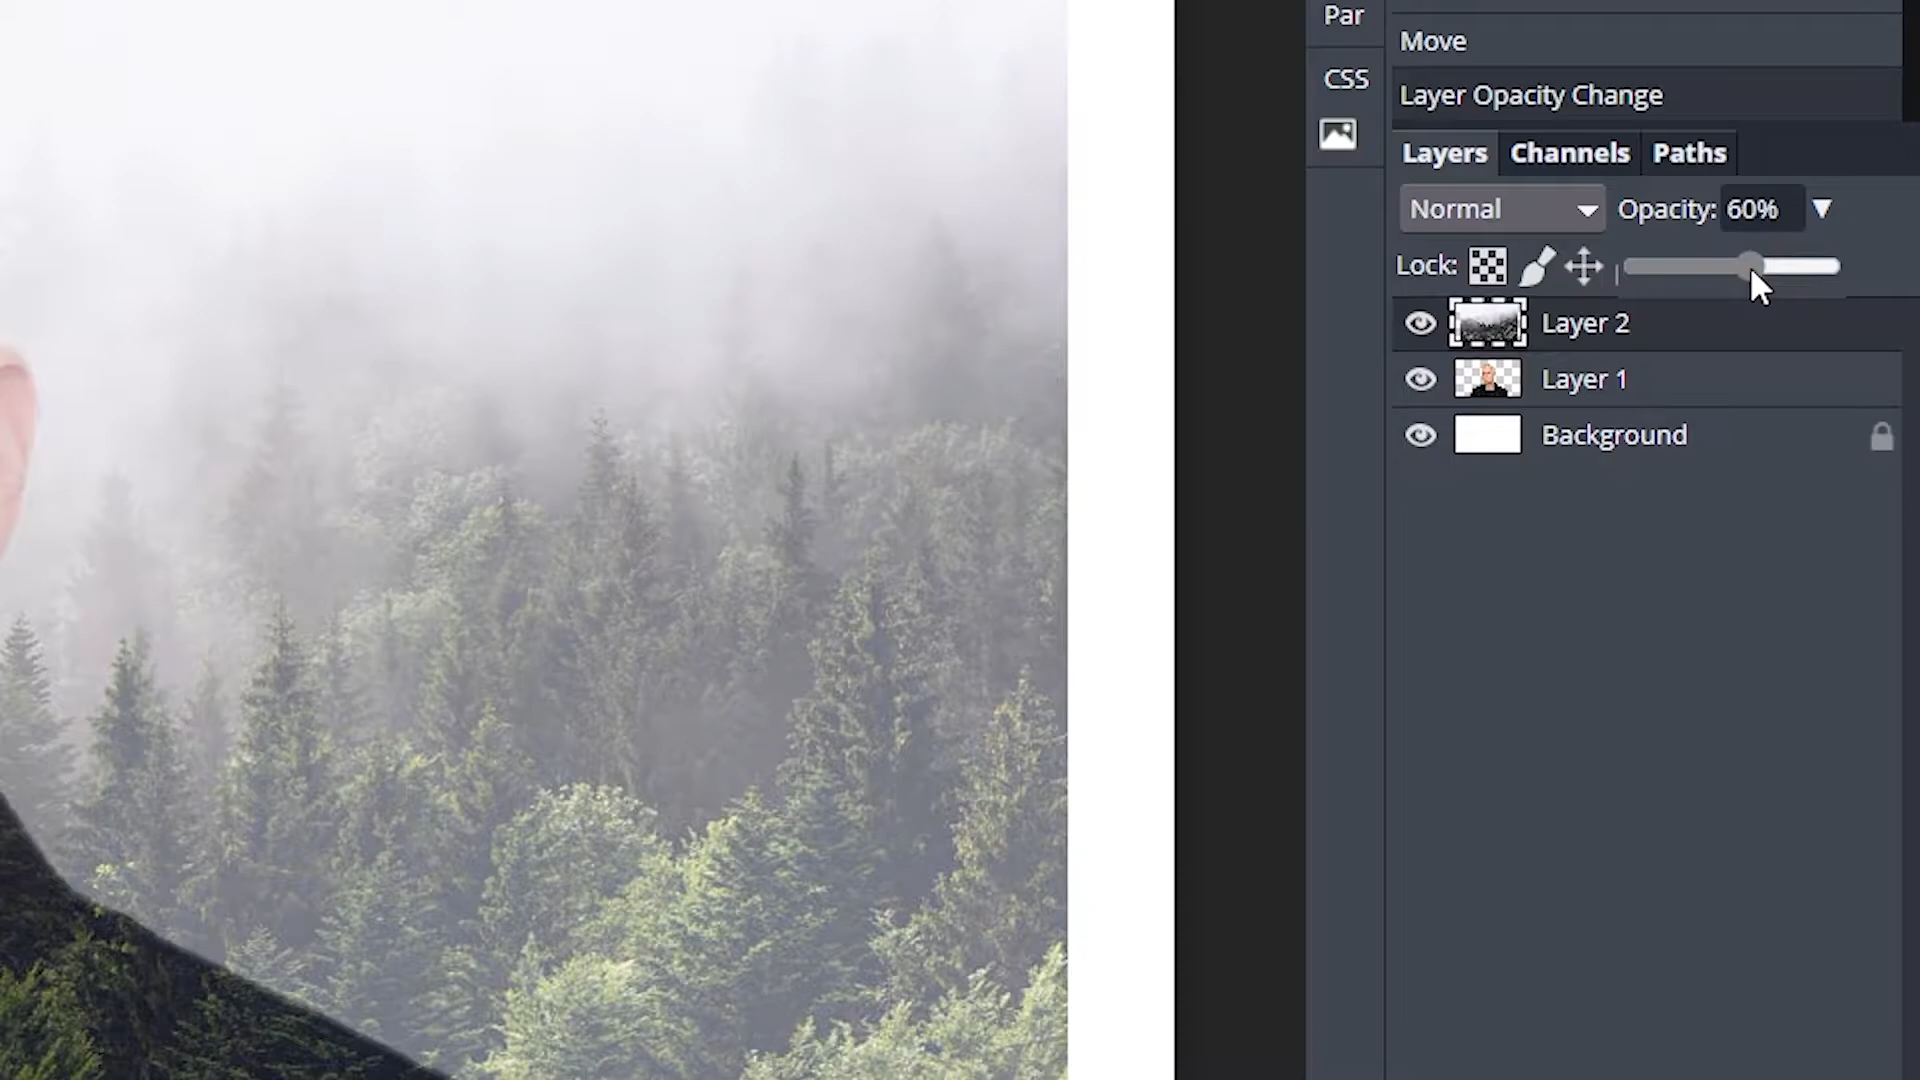 Par
Move
CSS
Layer Opacity Change
Layers Channels Paths
Normal Opacity: 60%
Lock:
Layer 2
Layer 1
Background